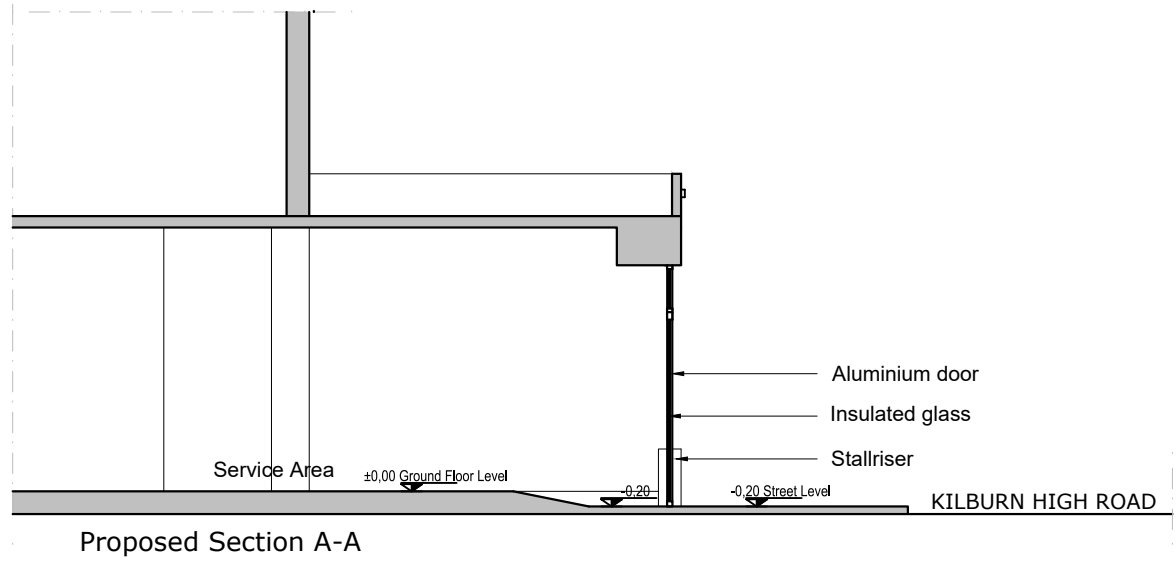 Aluminium door
Insulated glass
Stallriser
Service Area
±0,00 Ground Floor Level
-0,20
-0,20 Street Level
KILBURN HIGH ROAD
Proposed Section A-A